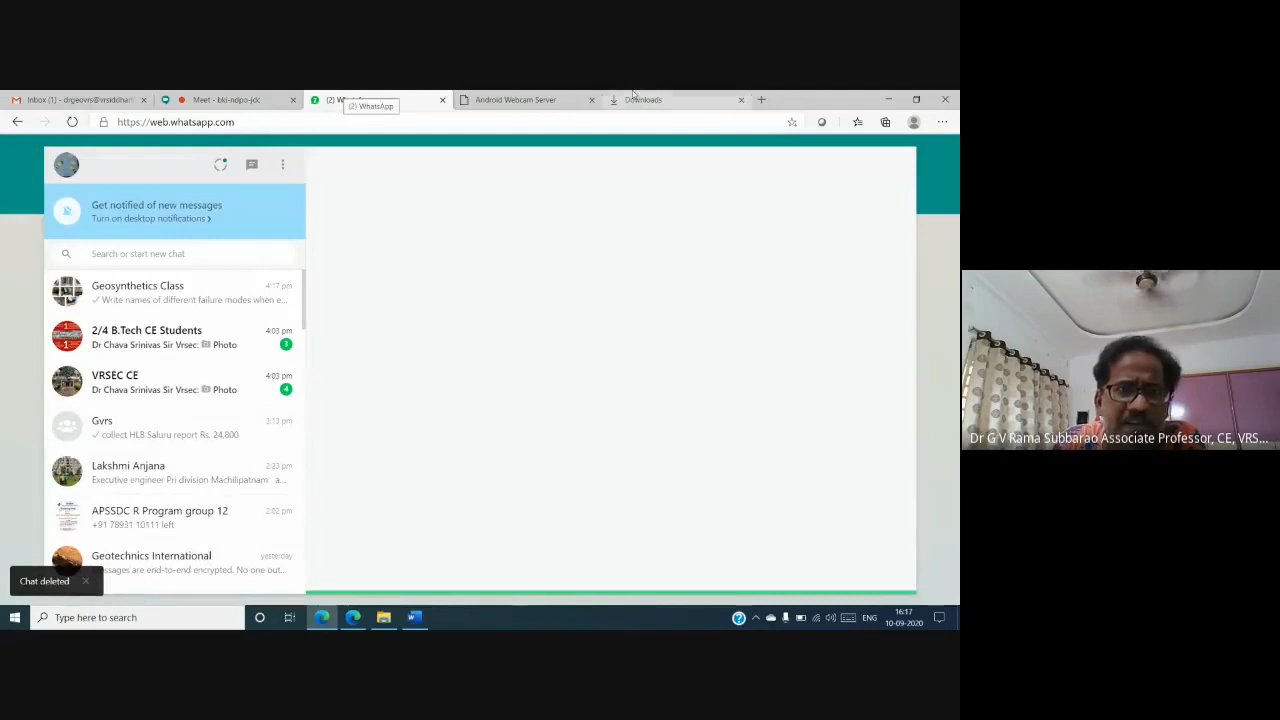 Inbox (1) - drgeovrs@vrsiddhar
Meet - bki-ndpo-jdc
(2) Wh
Android Webcam Server
Downloads
(2) WhatsApp
https://web.whatsapp.com
Get notified of new messages
Turn on desktop notifications >
Search or start new chat
Geosynthetics Class
4:17 pm
✓ Write names of different failure modes when e...
2/4 B.Tech CE Students
4:03 pm
Dr Chava Srinivas Sir Vrsec: Photo
3
VRSEC CE
4:03 pm
Dr Chava Srinivas Sir Vrsec: Photo
4
Gvrs
3:13 pm
✓ collect HLB Saluru report Rs. 24,800
Lakshmi Anjana
2:23 pm
Executive engineer Pri division Machilipatnam a...
APSSDC R Program group 12
2:02 pm
+91 78931 10111 left
Geotechnics International
yesterday
ssages are end-to-end encrypted. No one out...
Chat deleted
Dr G V Rama Subbarao Associate Professor, CE, VRS...
Type here to search
ENG
16:17
10-09-2020